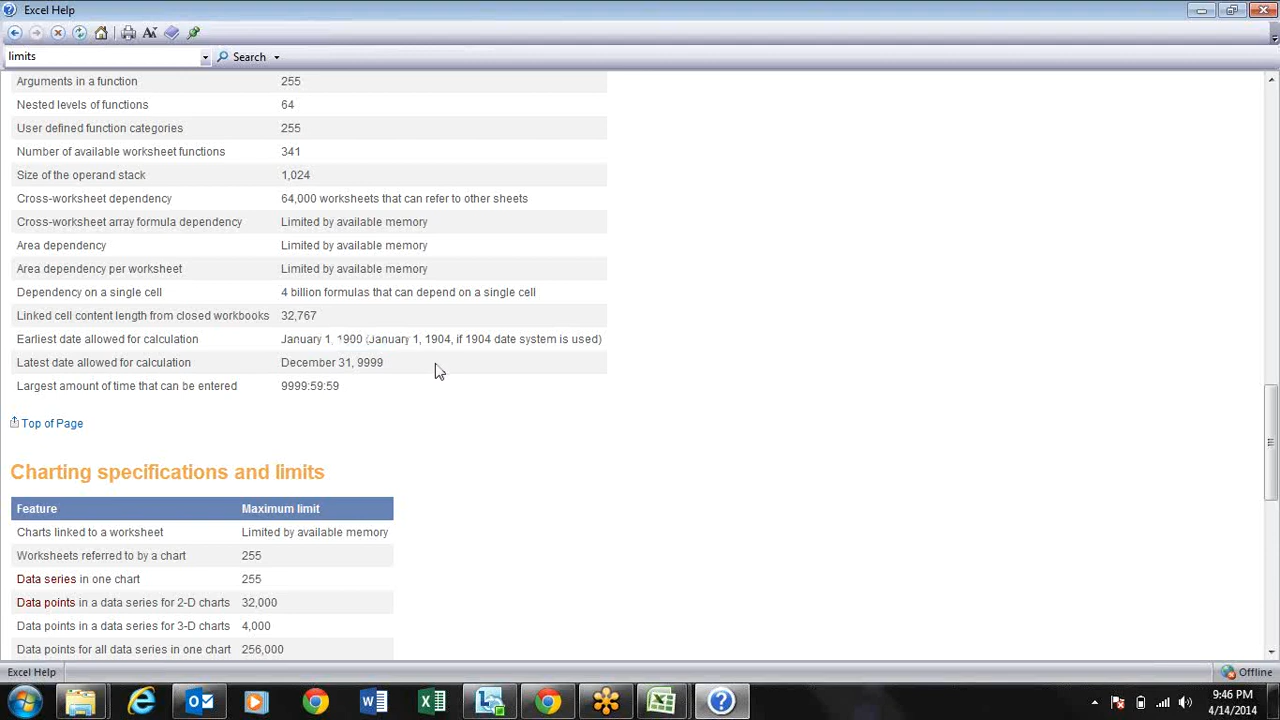 Excel Help
limits
Search
Arguments in a function 255
Nested levels of functions 64
User defined function categories 255
Number of available worksheet functions 341
Size of the operand stack 1,024
Cross-worksheet dependency 64,000 worksheets that can refer to other sheets
Cross-worksheet array formula dependency Limited by available memory
Area dependency Limited by available memory
Area dependency per worksheet Limited by available memory
Dependency on a single cell 4 billion formulas that can depend on a single cell
Linked cell content length from closed workbooks 32,767
Earliest date allowed for calculation January 1, 1900 (January 1, 1904, if 1904 date system is used)
Latest date allowed for calculation December 31, 9999
Largest amount of time that can be entered 9999:59:59
Top of Page
Charting specifications and limits
Feature Maximum limit
Charts linked to a worksheet Limited by available memory
Worksheets referred to by a chart 255
Data series in one chart 255
Data points in a data series for 2-D charts 32,000
Data points in a data series for 3-D charts 4,000
Data points for all data series in one chart 256,000
Excel Help Offline
9:46 PM
4/14/2014